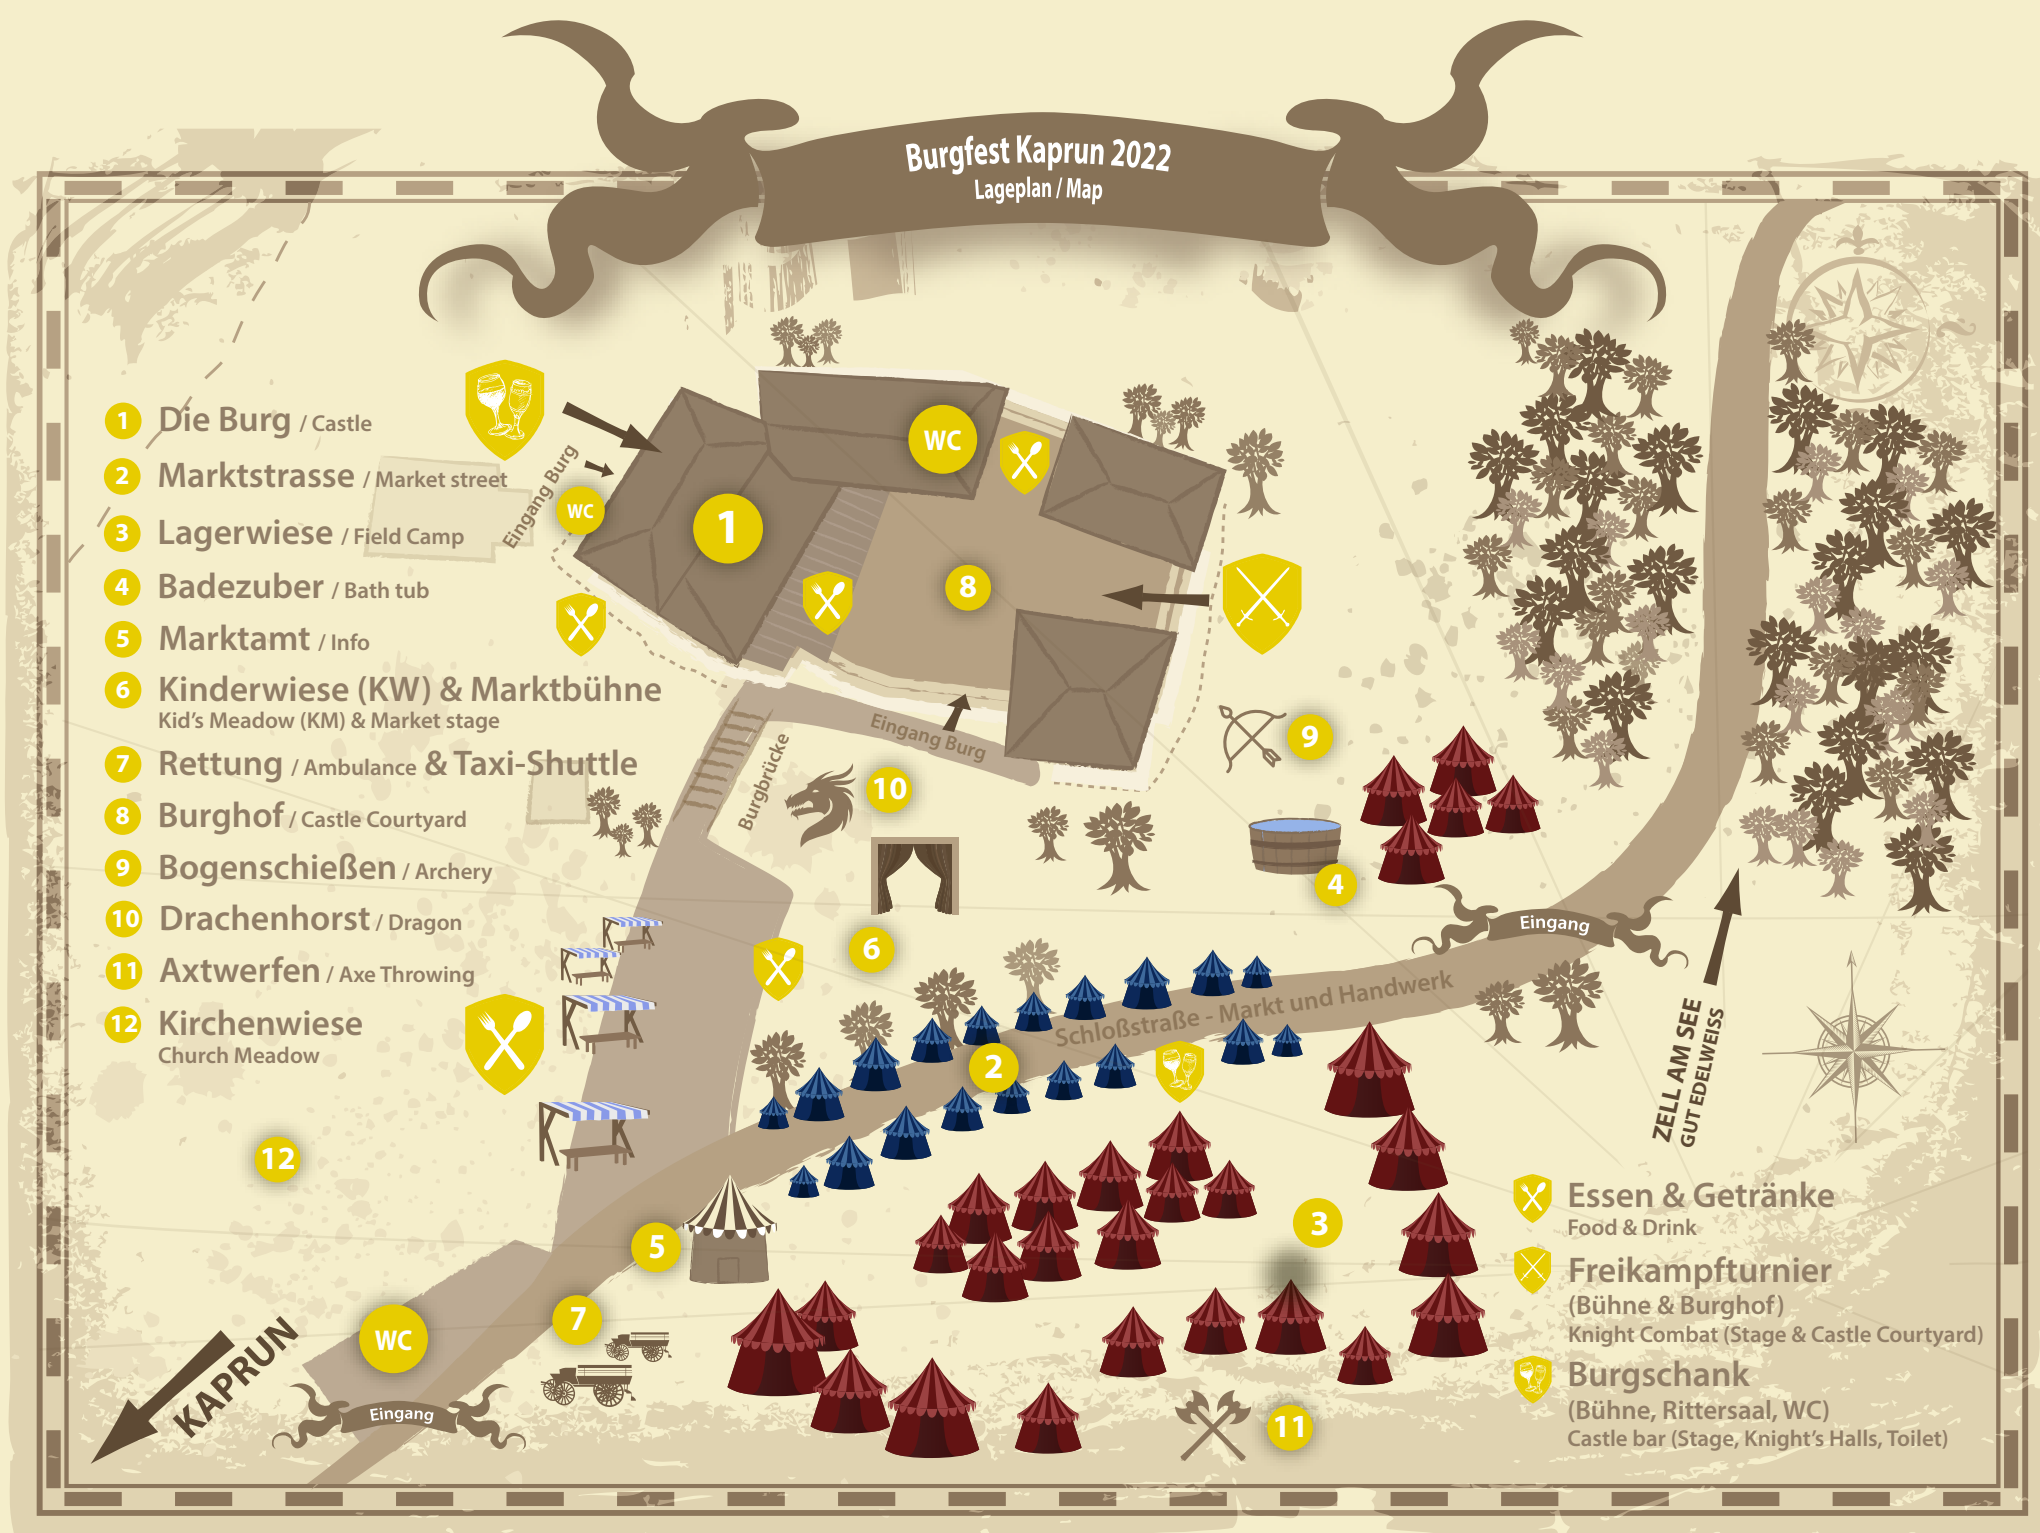 Burgfest Kaprun 2022
Lageplan / Map
1 Die Burg / Castle
2 Marktstrasse / Market street
3 Lagerwiese / Field Camp
4 Badezuber / Bath tub
5 Marktamt / Info
6 Kinderwiese (KW) & Marktbühne
Kid's Meadow (KM) & Market stage
7 Rettung / Ambulance & Taxi-Shuttle
8 Burghof / Castle Courtyard
9 Bogenschießen / Archery
10 Drachenhorst / Dragon
11 Axtwerfen / Axe Throwing
12 Kirchenwiese
Church Meadow
Eingang Burg
WC
WC
1
8
Eingang Burg
Burgbrücke
9
10
4
6
Eingang
Schloßstraße - Markt und Handwerk
2
ZELL AM SEE
GUT EDELWEISS
12
5
3
7
WC
KAPRUN
Eingang
11
Essen & Getränke
Food & Drink
Freikampfturnier
(Bühne & Burghof)
Knight Combat (Stage & Castle Courtyard)
Burgschank
(Bühne, Rittersaal, WC)
Castle bar (Stage, Knight's Halls, Toilet)